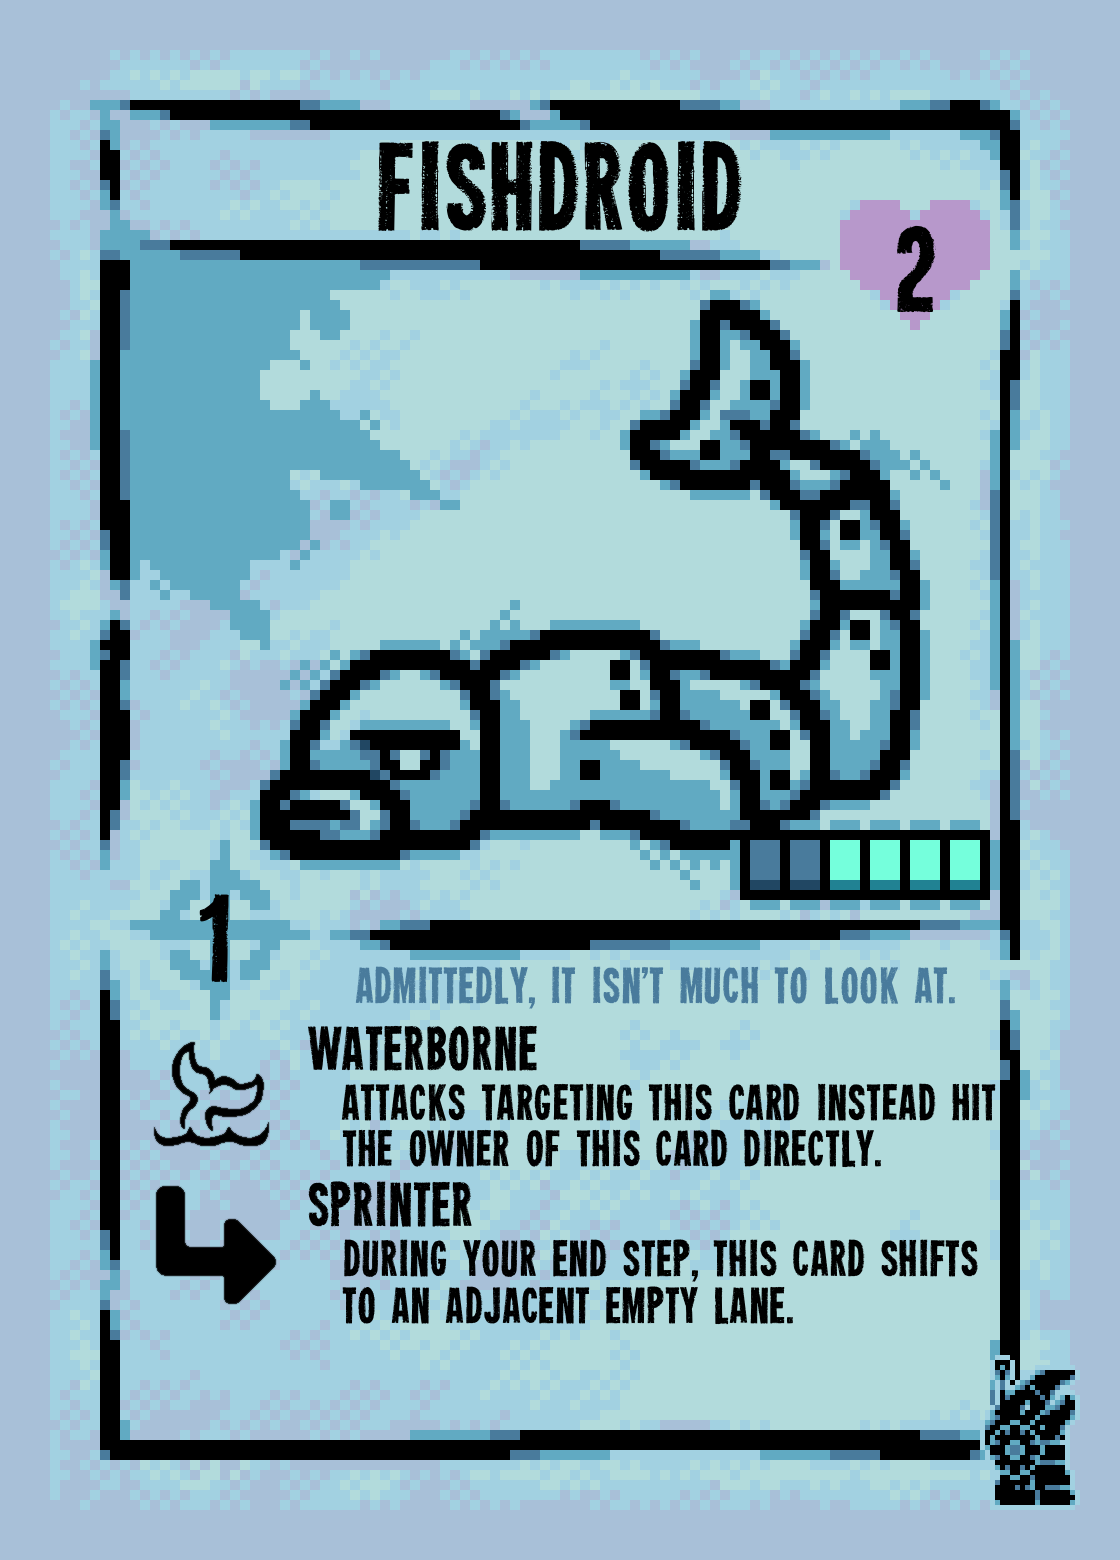 FISHDROID
2
1
ADMITTEDLY, IT ISN'T MUCH TO LOOK AT.
WATERBORNE
ATTACKS TARGETING THIS CARD INSTEAD HIT
THE OWNER OF THIS CARD DIRECTLY.
SPRINTER
DURING YOUR END STEP, THIS CARD SHIFTS
TO AN ADJACENT EMPTY LANE.